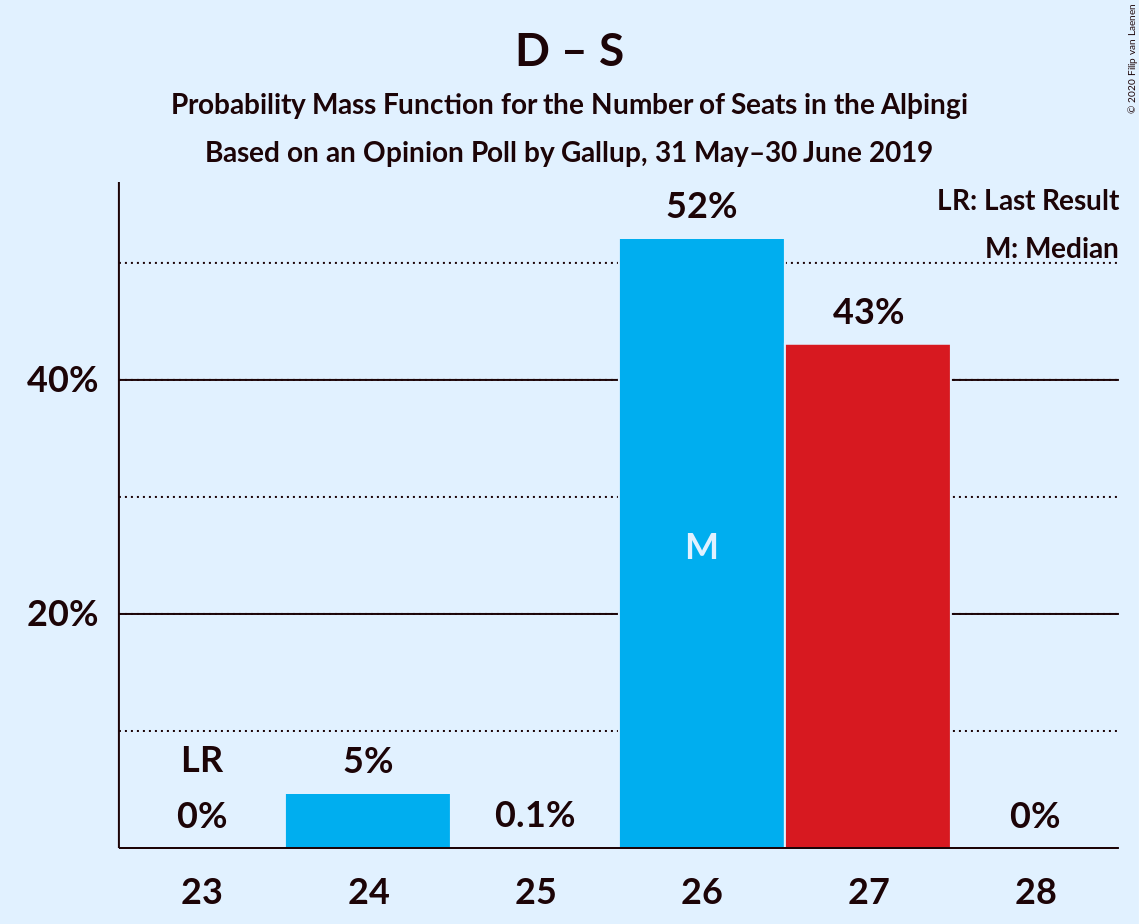 D – S
Probability Mass Function for the Number of Seats in the Alþingi
Based on an Opinion Poll by Gallup, 31 May–30 June 2019
© 2020 Filip van Laenen
LR: Last Result
M: Median
52%
43%
40%
M
20%
LR
5%
0%
0.1%
0%
23 24 25 26 27 28